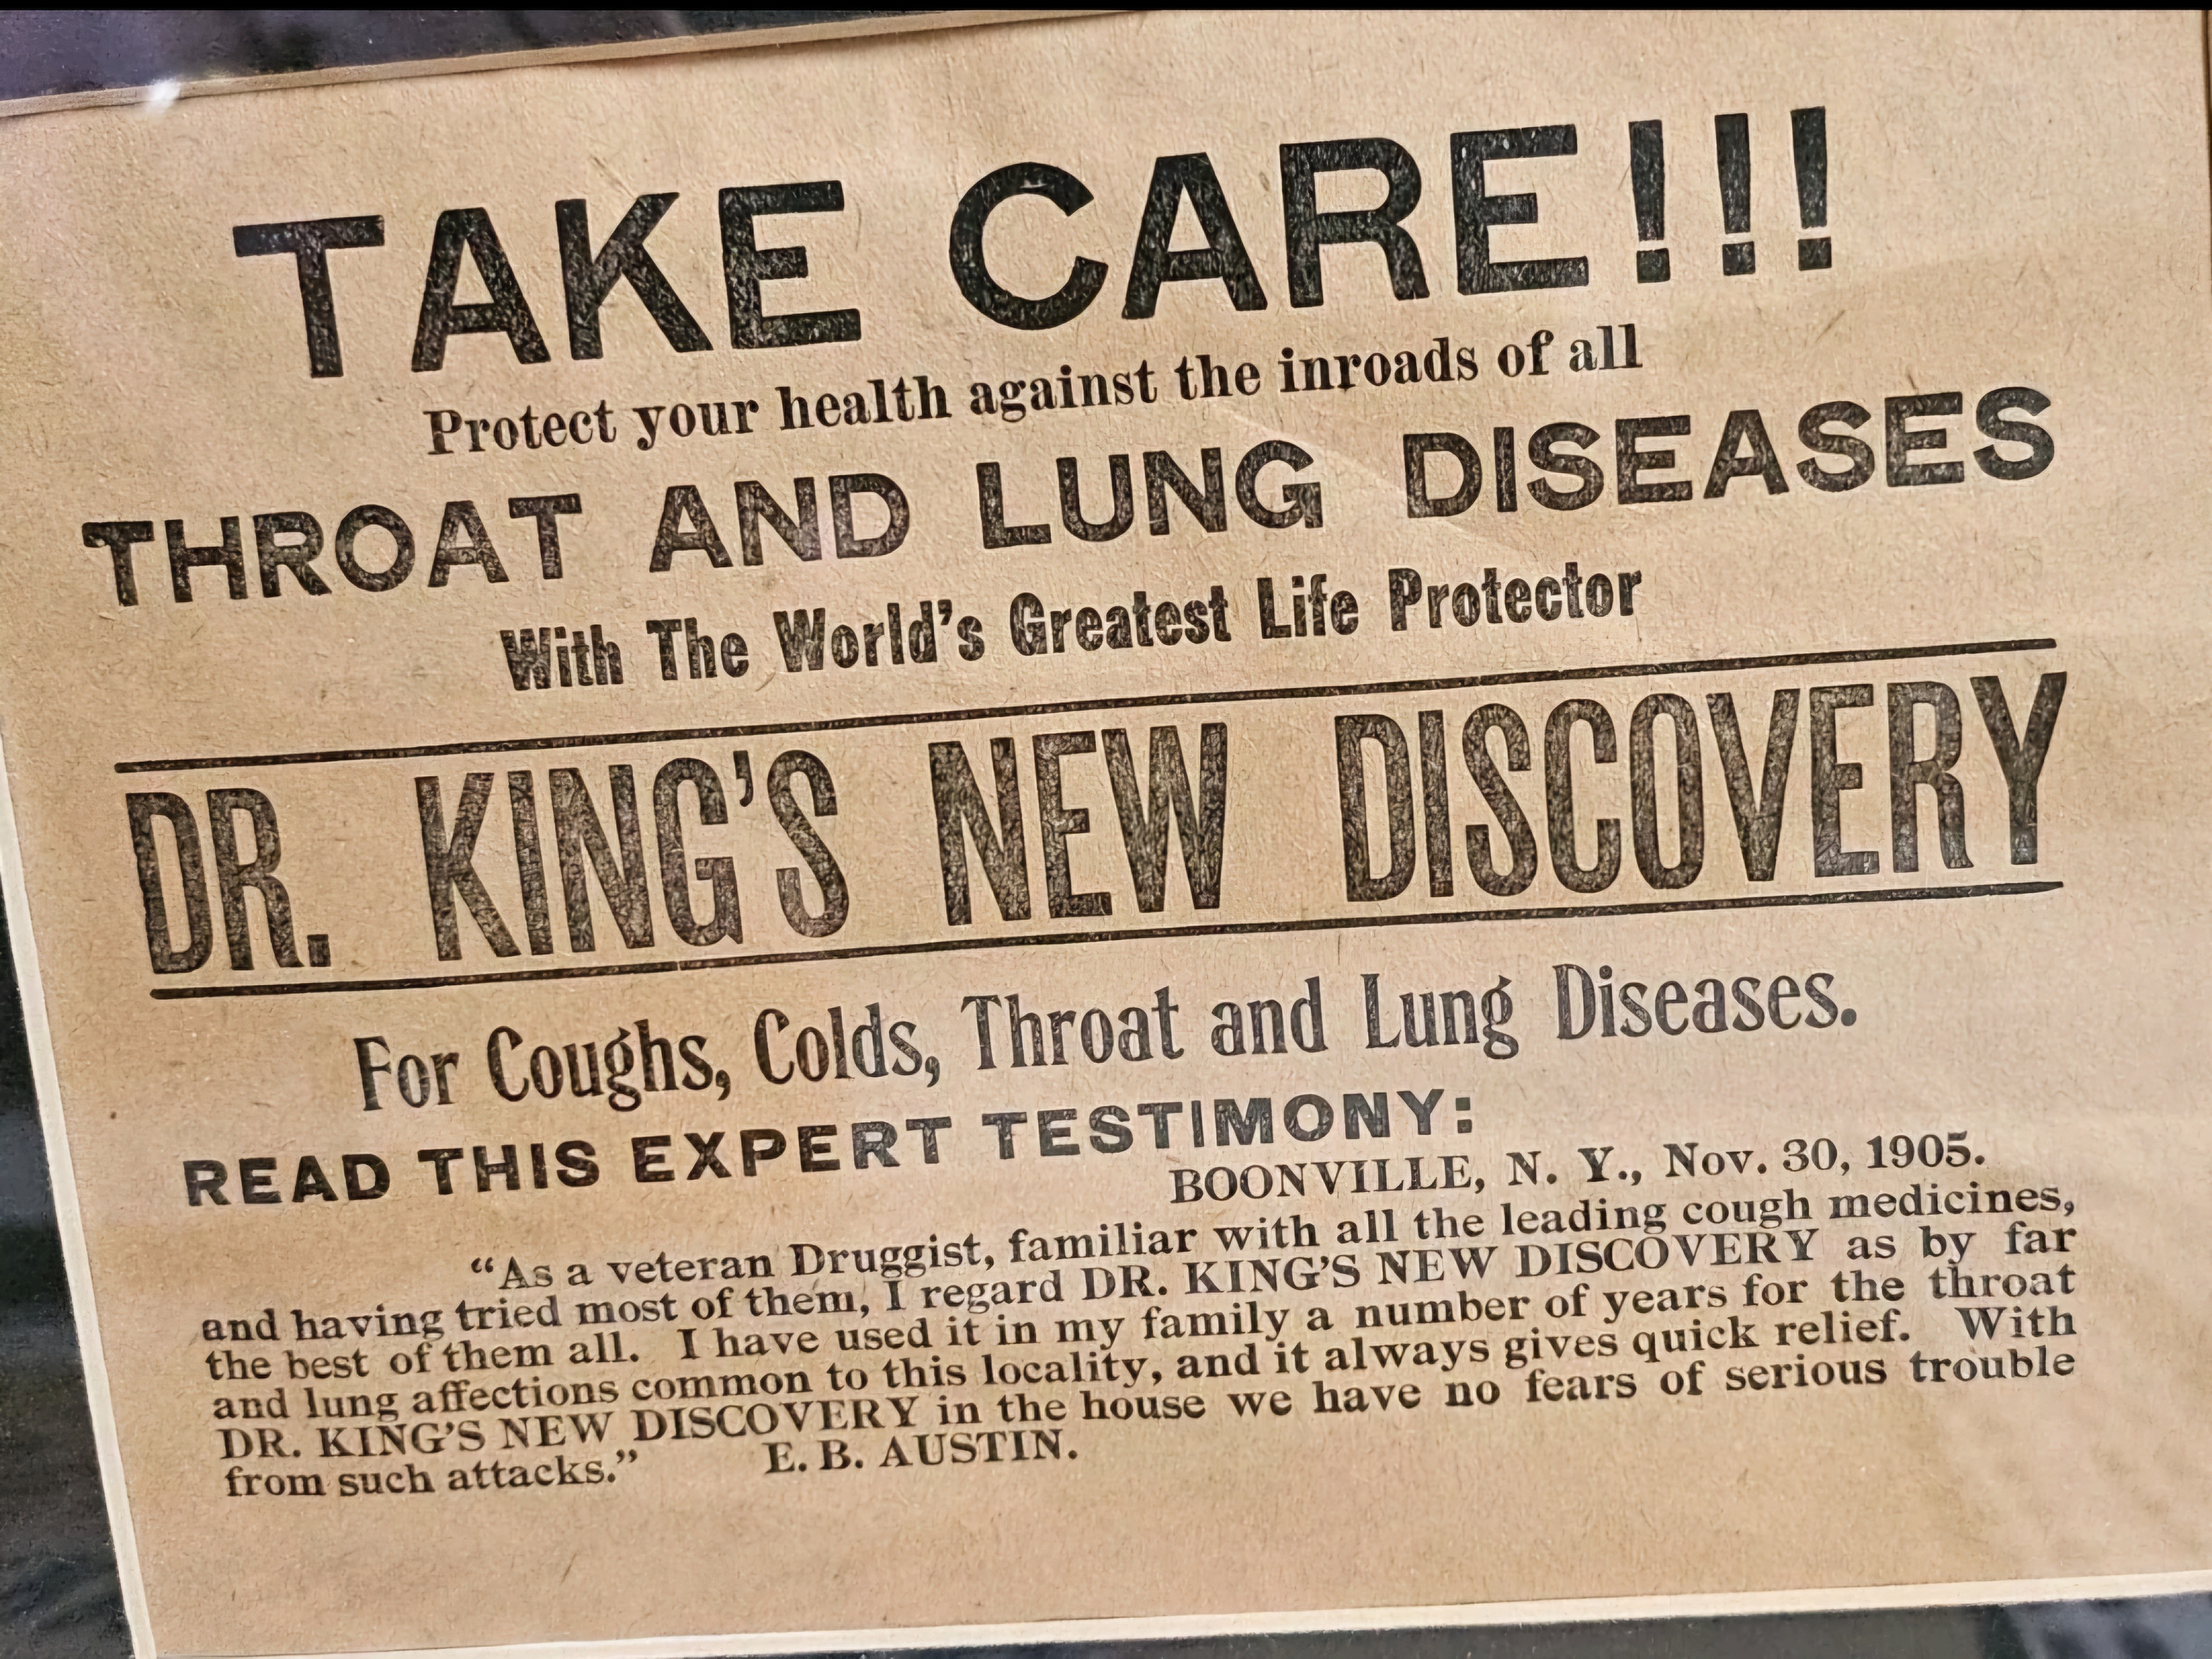 TAKE CARE!!!
Protect your health against the inroads of all
THROAT AND LUNG DISEASES
With The World's Greatest Life Protector
DR. KING'S NEW DISCOVERY
For Coughs, Colds, Throat and Lung Diseases.
READ THIS EXPERT TESTIMONY:
BOONVILLE, N. Y., Nov. 30, 1905.
“As a veteran Druggist, familiar with all the leading cough medicines,
and having tried most of them, I regard DR. KING'S NEW DISCOVERY as by far
the best of them all. I have used it in my family a number of years for the throat
and lung affections common to this locality, and it always gives quick relief. With
DR. KING'S NEW DISCOVERY in the house we have no fears of serious trouble
from such attacks.” E. B. AUSTIN.